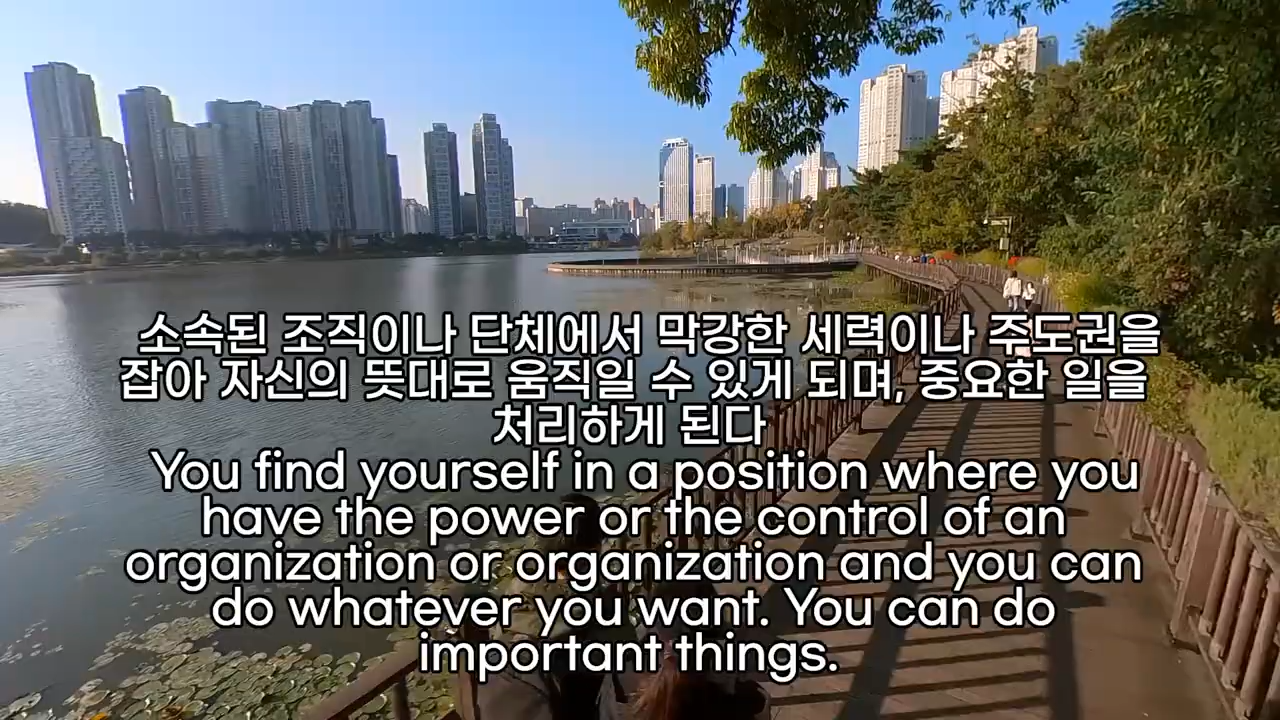 소속된 조직이나 단체에서 막강한 세력이나 주도권을
잡아 자신의 뜻대로 움직일 수 있게 되며, 중요한 일을
처리하게 된다
You find yourself in a position where you
have the power or the control of an
organization or organization and you can
do whatever you want. You can do
important things.